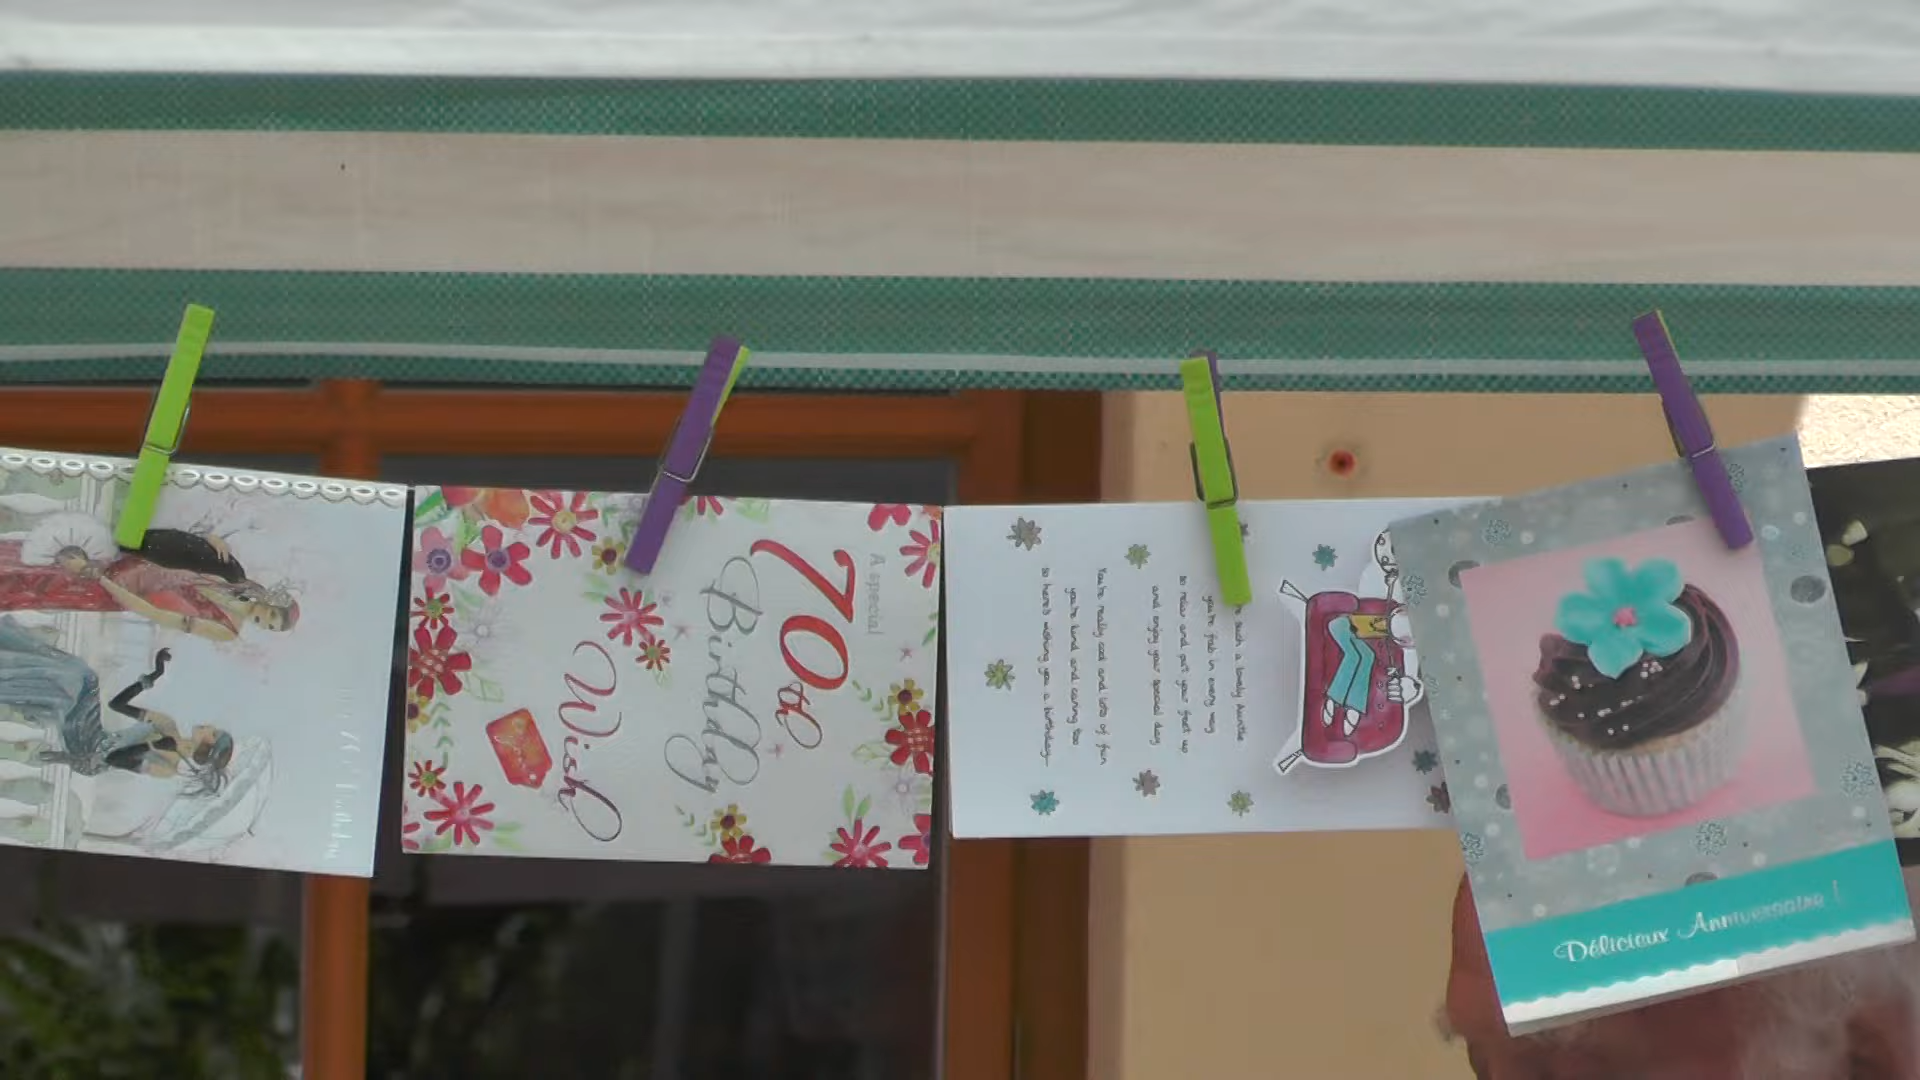 A special
70th
Birthday
Wish
such a lovely Auntie
you're fab in every way
so relax and put your feet up
and enjoy your special day
You're really cool and lots of fun
you're kind and caring too
so here's wishing you a birthday
Délicieux Anniversaire !